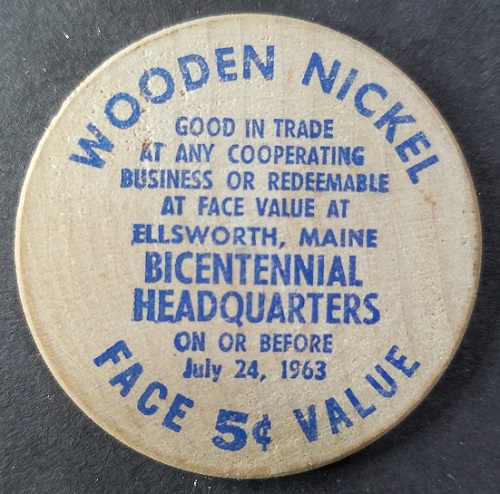 WOODEN NICKEL
GOOD IN TRADE
AT ANY COOPERATING
BUSINESS OR REDEEMABLE
AT FACE VALUE AT
ELLSWORTH, MAINE
BICENTENNIAL
HEADQUARTERS
ON OR BEFORE
July 24, 1963
FACE 5¢ VALUE